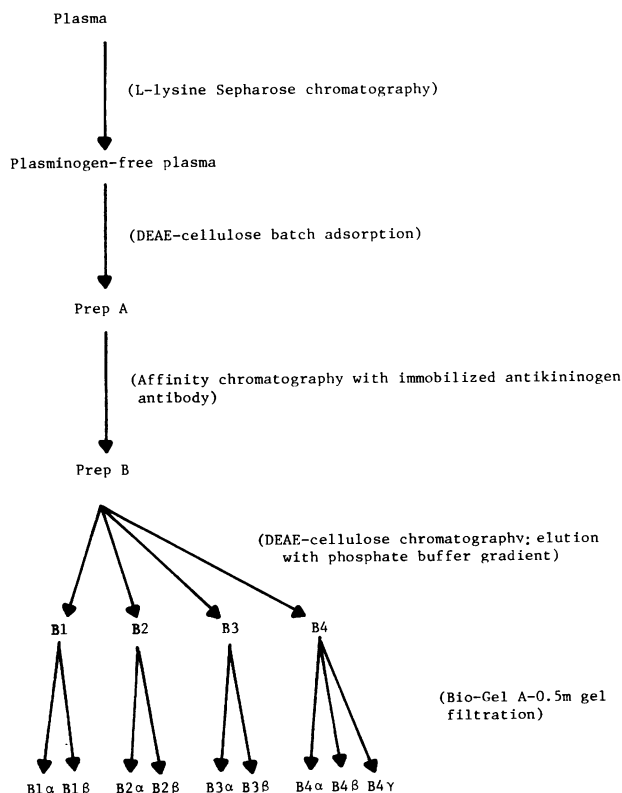 Plasma
(L-lysine Sepharose chromatography)
Plasminogen-free plasma
(DEAE-cellulose batch adsorption)
Prep A
(Affinity chromatography with immobilized antikininogen
antibody)
Prep B
(DEAE-cellulose chromatography; elution
with phosphate buffer gradient)
B1 B2 B3 B4
(Bio-Gel A-0.5m gel
filtration)
B1α B1β B2α B2β B3α B3β B4α B4β B4γ